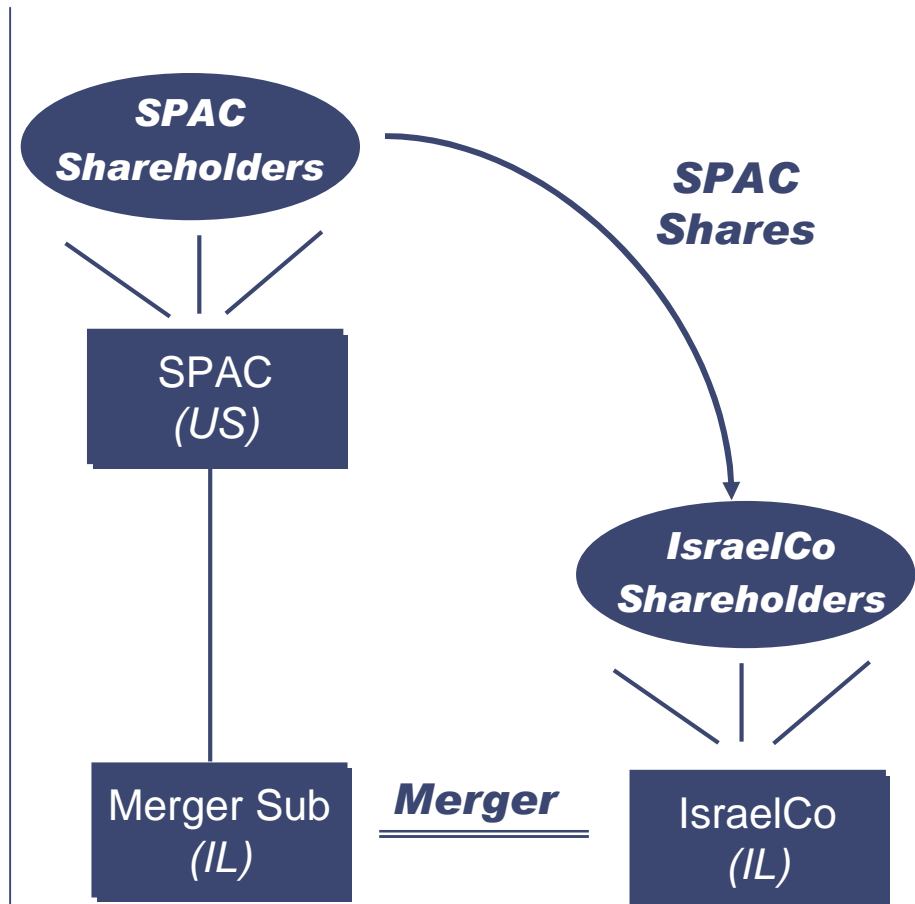 SPAC
Shareholders
SPAC
Shares
SPAC
(US)
IsraelCo
Shareholders
Merger Sub
(IL)
Merger
IsraelCo
(IL)